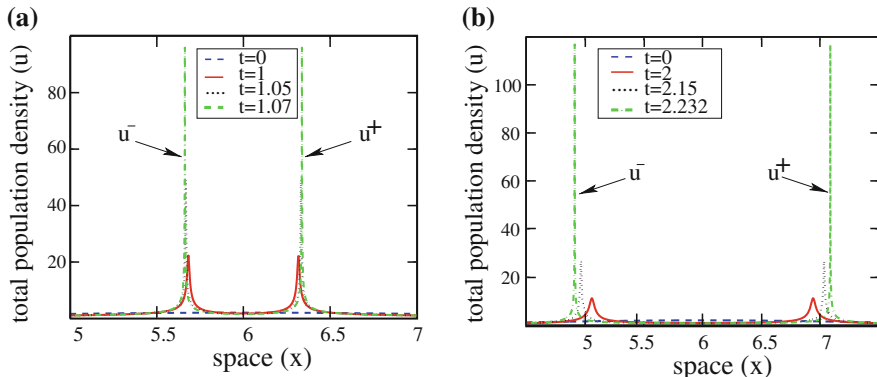 (a)
total population density (u)
80
60
40
20
t=0
t=1
t=1.05
t=1.07
u⁻
u⁺
5
5.5
6
6.5
7
space (x)
(b)
total population density (u)
120
100
80
60
40
20
t=0
t=2
t=2.15
t=2.232
u⁻
u⁺
5
5.5
6
6.5
7
space (x)